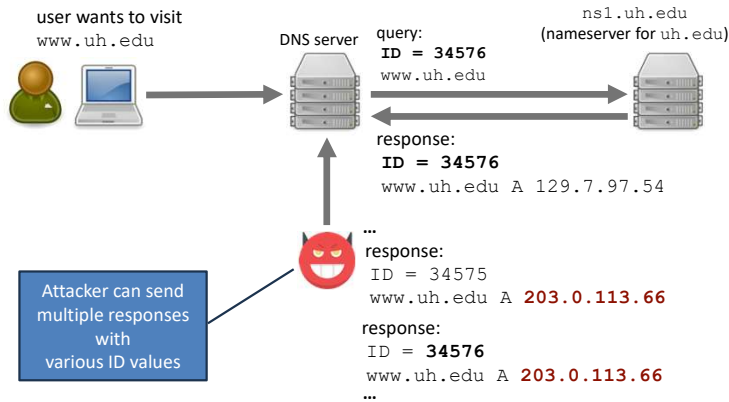 user wants to visit
www.uh.edu
DNS server
query:
ID = 34576
www.uh.edu
ns1.uh.edu
(nameserver for uh.edu)
response:
ID = 34576
www.uh.edu A 129.7.97.54
…
response:
ID = 34575
www.uh.edu A 203.0.113.66
response:
ID = 34576
www.uh.edu A 203.0.113.66
…
Attacker can send
multiple responses
with
various ID values